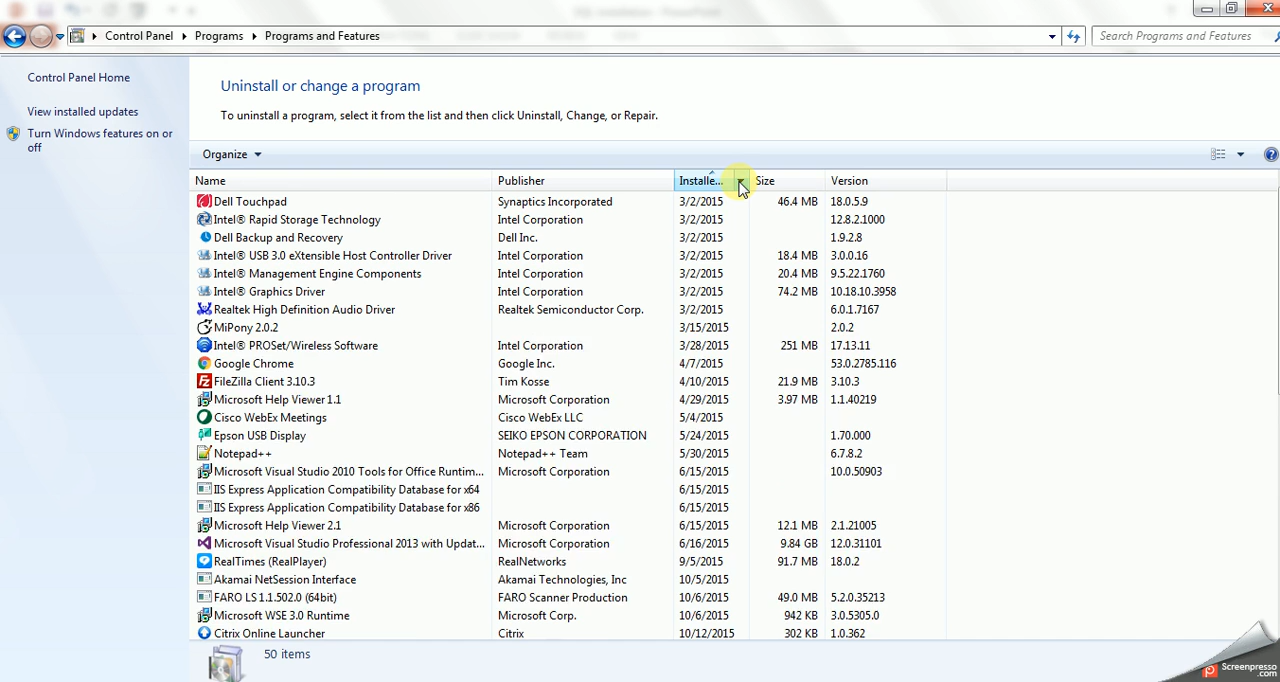 Control Panel Programs Programs and Features Search Programs and Features
Control Panel Home
View installed updates
Turn Windows features on or
off
Uninstall or change a program
To uninstall a program, select it from the list and then click Uninstall, Change, or Repair.
Organize
Name Publisher Installe... Size Version
Dell Touchpad Synaptics Incorporated 3/2/2015 46.4 MB 18.0.5.9
Intel® Rapid Storage Technology Intel Corporation 3/2/2015 12.8.2.1000
Dell Backup and Recovery Dell Inc. 3/2/2015 1.9.2.8
Intel® USB 3.0 eXtensible Host Controller Driver Intel Corporation 3/2/2015 18.4 MB 3.0.0.16
Intel® Management Engine Components Intel Corporation 3/2/2015 20.4 MB 9.5.22.1760
Intel® Graphics Driver Intel Corporation 3/2/2015 74.2 MB 10.18.10.3958
Realtek High Definition Audio Driver Realtek Semiconductor Corp. 3/2/2015 6.0.1.7167
MiPony 2.0.2 3/15/2015 2.0.2
Intel® PROSet/Wireless Software Intel Corporation 3/28/2015 251 MB 17.13.11
Google Chrome Google Inc. 4/7/2015 53.0.2785.116
FileZilla Client 3.10.3 Tim Kosse 4/10/2015 21.9 MB 3.10.3
Microsoft Help Viewer 1.1 Microsoft Corporation 4/29/2015 3.97 MB 1.1.40219
Cisco WebEx Meetings Cisco WebEx LLC 5/4/2015
Epson USB Display SEIKO EPSON CORPORATION 5/24/2015 1.70.000
Notepad++ Notepad++ Team 5/30/2015 6.7.8.2
Microsoft Visual Studio 2010 Tools for Office Runtim... Microsoft Corporation 6/15/2015 10.0.50903
IIS Express Application Compatibility Database for x64 6/15/2015
IIS Express Application Compatibility Database for x86 6/15/2015
Microsoft Help Viewer 2.1 Microsoft Corporation 6/15/2015 12.1 MB 2.1.21005
Microsoft Visual Studio Professional 2013 with Updat... Microsoft Corporation 6/16/2015 9.84 GB 12.0.31101
RealTimes (RealPlayer) RealNetworks 9/5/2015 91.7 MB 18.0.2
Akamai NetSession Interface Akamai Technologies, Inc 10/5/2015
FARO LS 1.1.502.0 (64bit) FARO Scanner Production 10/6/2015 49.0 MB 5.2.0.35213
Microsoft WSE 3.0 Runtime Microsoft Corp. 10/6/2015 942 KB 3.0.5305.0
Citrix Online Launcher Citrix 10/12/2015 302 KB 1.0.362
50 items
Screenpresso
.com